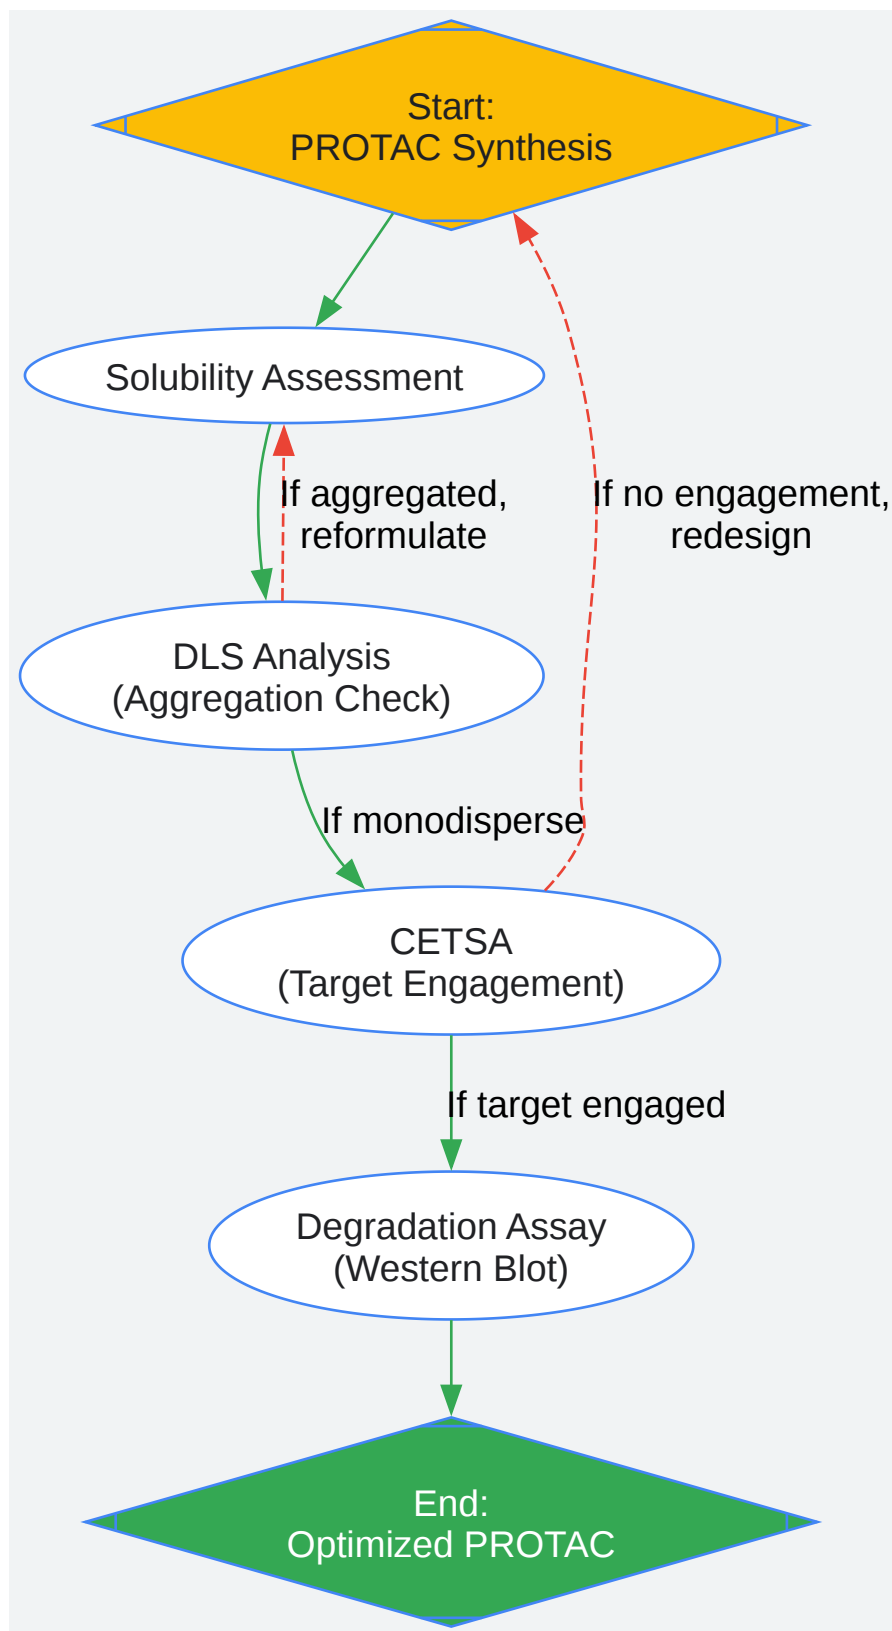 Start:
PROTAC Synthesis
Solubility Assessment
If aggregated,
reformulate
If no engagement,
redesign
DLS Analysis
(Aggregation Check)
If monodisperse
CETSA
(Target Engagement)
If target engaged
Degradation Assay
(Western Blot)
End:
Optimized PROTAC